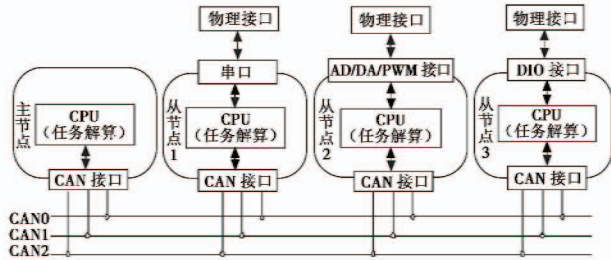 物理接口
物理接口
物理接口
串口
AD/DA/PWM 接口
DIO 接口
主节点
CPU
(任务解算)
从节点1
CPU
(任务解算)
从节点2
CPU
(任务解算)
从节点3
CPU
(任务解算)
CAN 接口
CAN 接口
CAN 接口
CAN 接口
CAN0
CAN1
CAN2